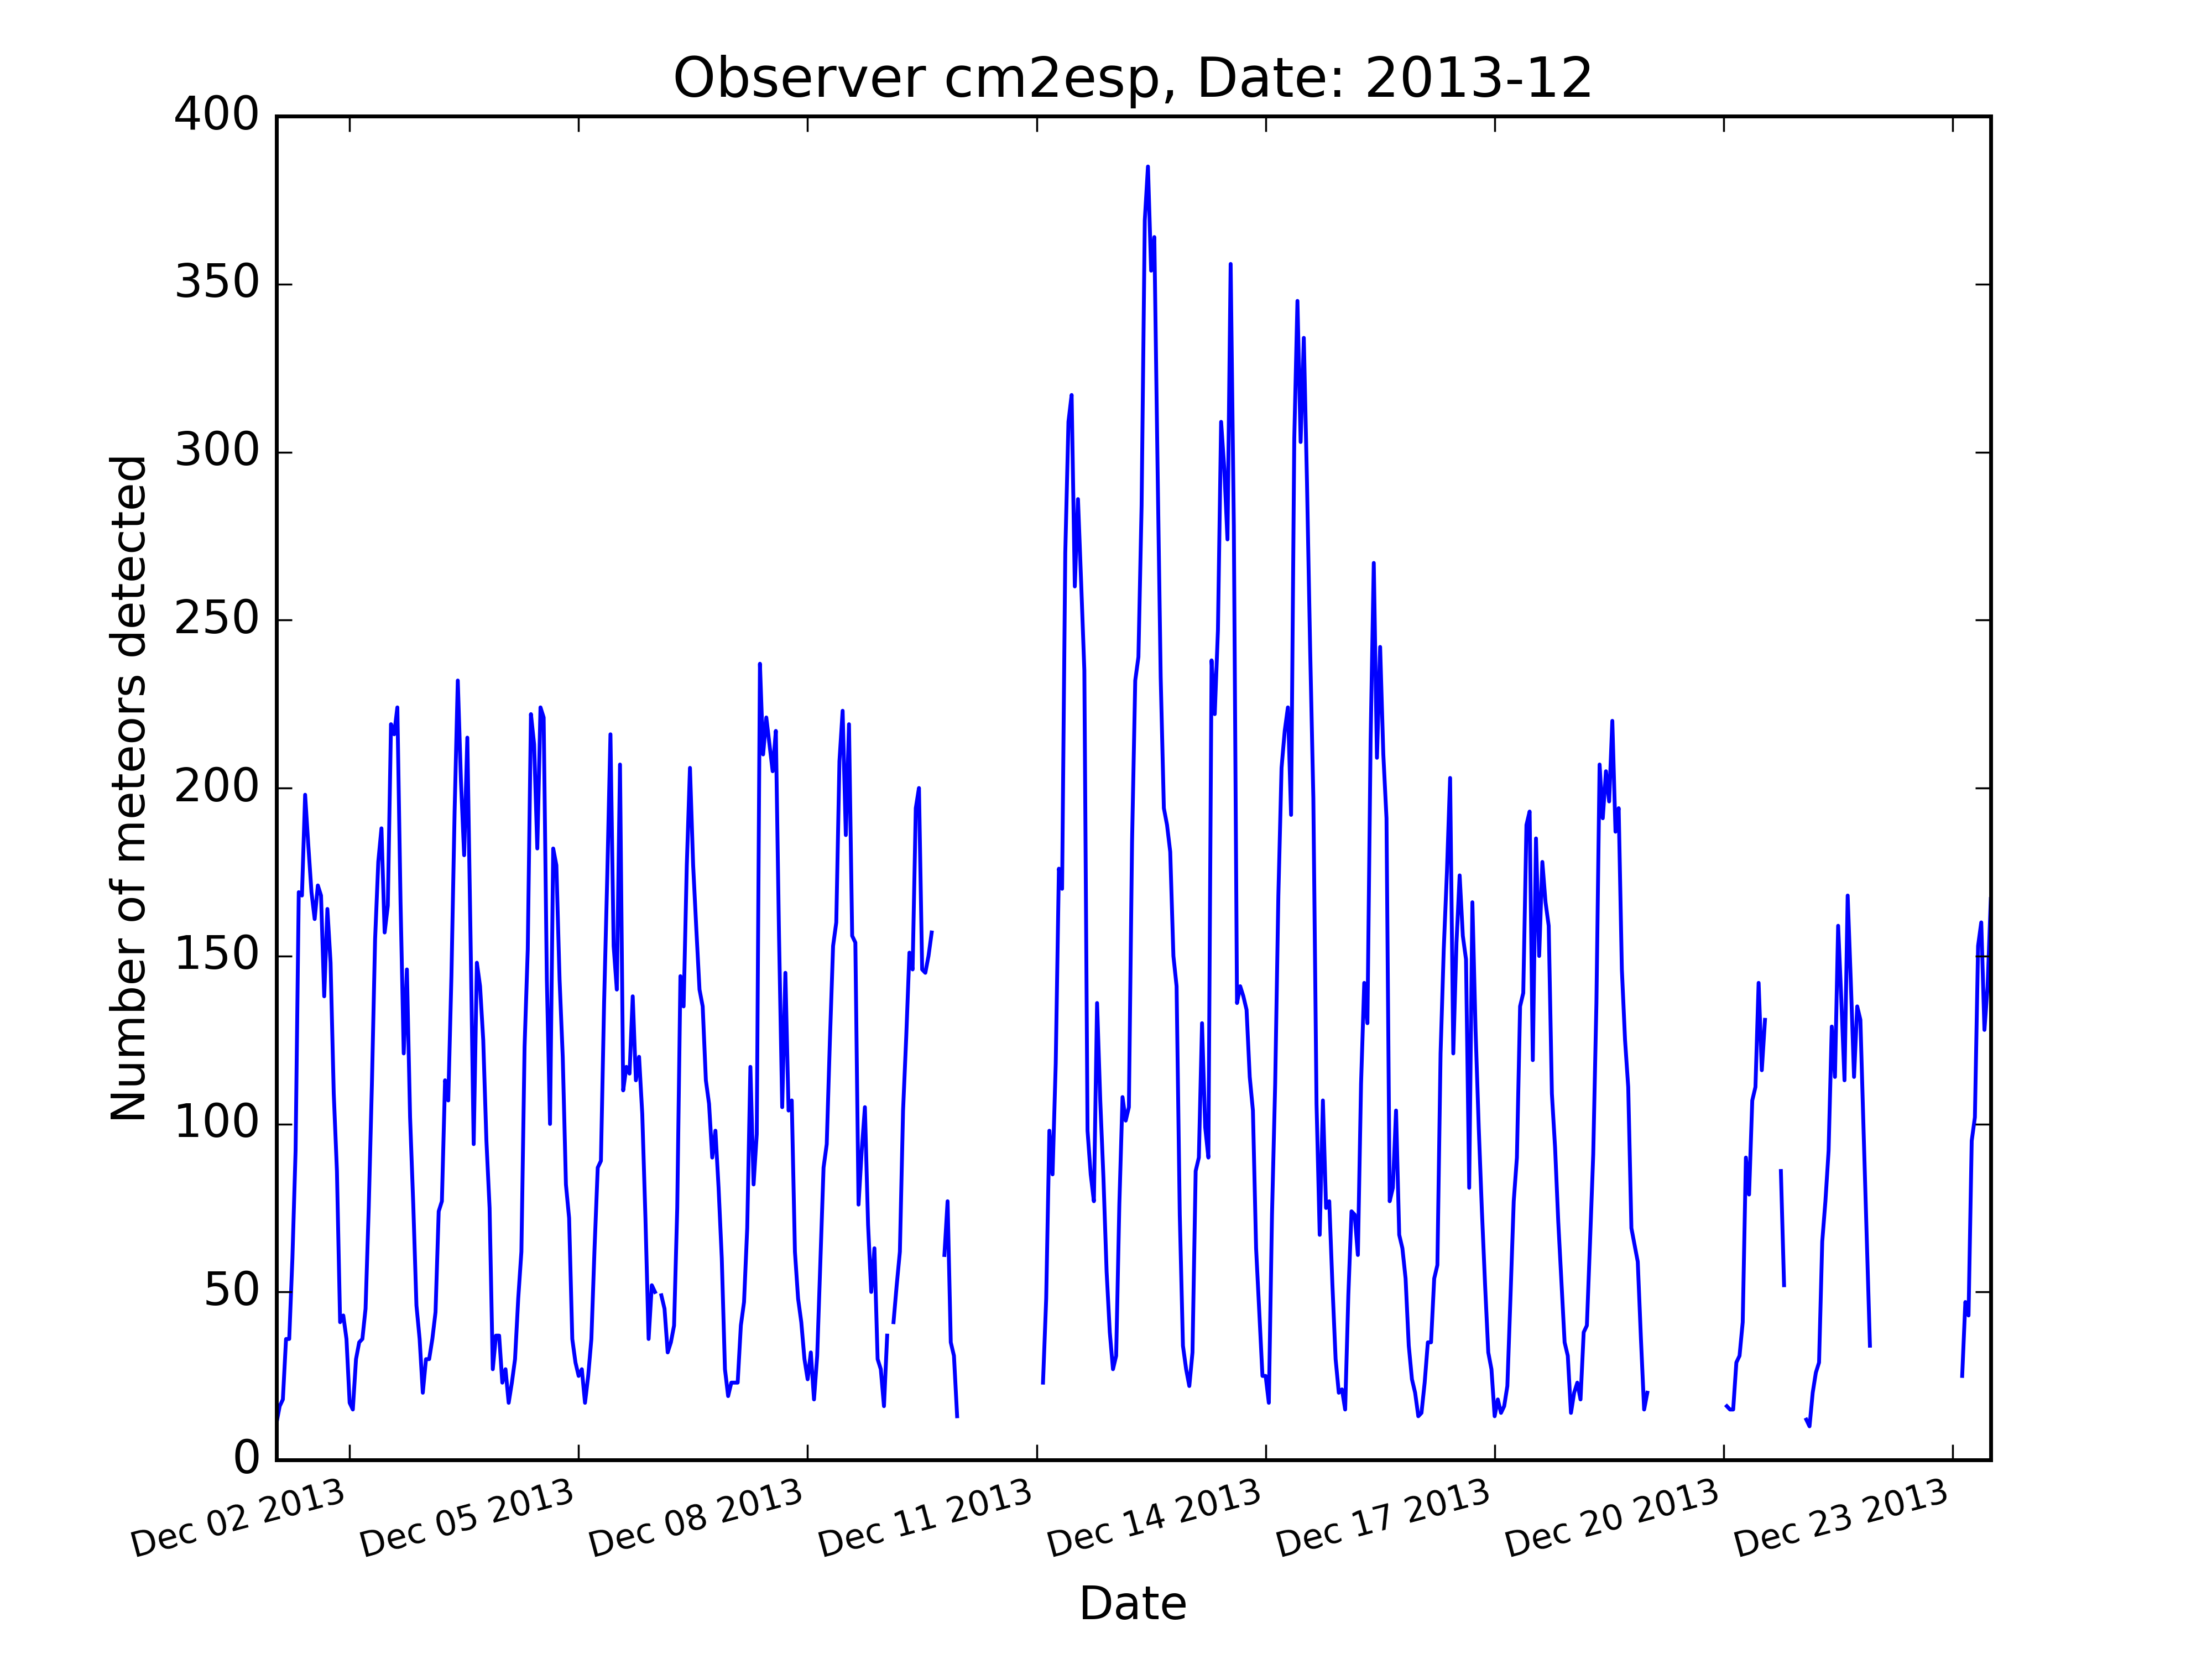 Observer cm2esp, Date: 2013-12
400
350
300
250
200
150
100
50
0
Number of meteors detected
Dec 02 2013
Dec 05 2013
Dec 08 2013
Dec 11 2013
Dec 14 2013
Dec 17 2013
Dec 20 2013
Dec 23 2013
Date